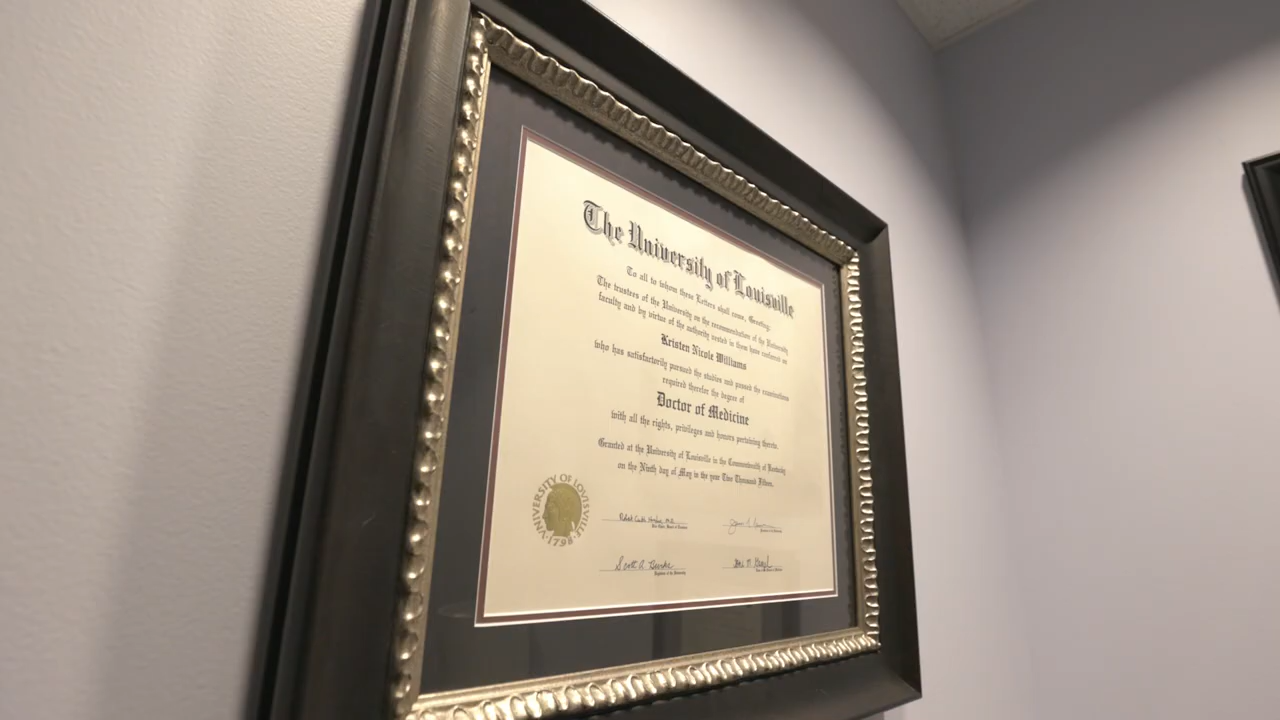 The University of Louisville
To all to whom these Letters shall come, Greeting:
The trustees of the University on the recommendation of the University
faculty and by virtue of the authority vested in them have conferred on
Kristen Nicole Williams
who has satisfactorily pursued the studies and passed the examinations
required therefor the degree of
Doctor of Medicine
with all the rights, privileges and honors pertaining thereto.
Granted at the University of Louisville in the Commonwealth of Kentucky
on the Ninth day of May in the year Two Thousand Fifteen.
UNIVERSITY OF LOUISVILLE
1798
Scott A.